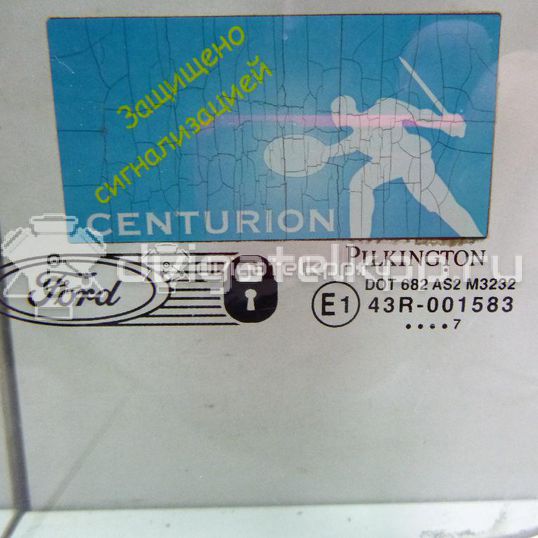 Защищено
сигнализацией
CENTURION
PILKINGTON
Ford
DOT 682 AS2 M3232
E1 43R-001583
.... 7